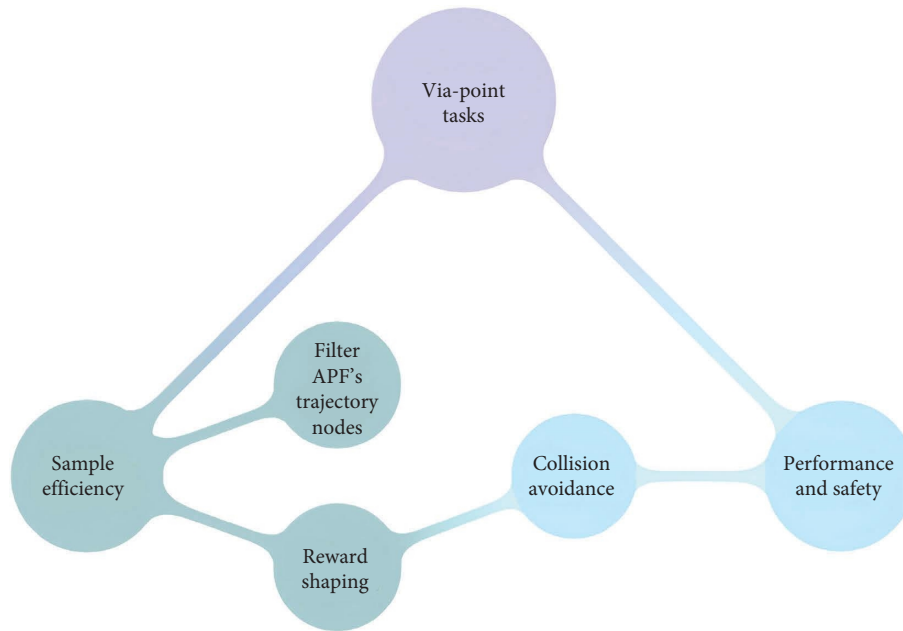 Via-point
tasks
Filter
APF's
trajectory
nodes
Sample
efficiency
Collision
avoidance
Performance
and safety
Reward
shaping